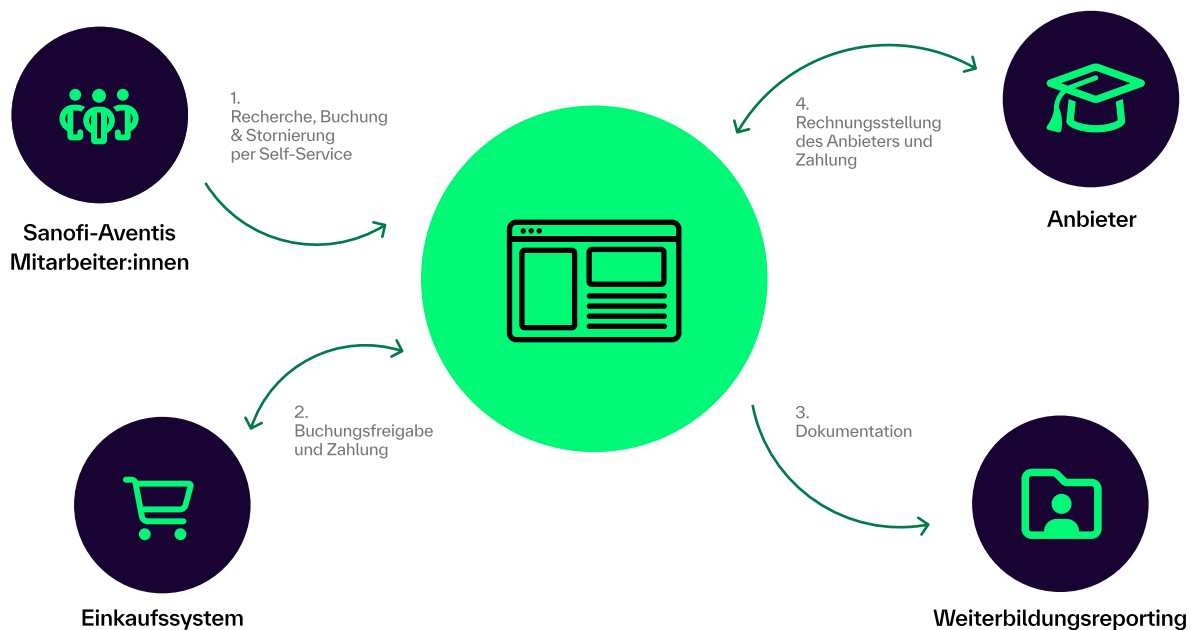 1.
Recherche, Buchung
& Stornierung
per Self-Service
Sanofi-Aventis
Mitarbeiter:innen
2.
Buchungsfreigabe
und Zahlung
Einkaufssystem
3.
Dokumentation
Weiterbildungsreporting
4.
Rechnungsstellung
des Anbieters und
Zahlung
Anbieter